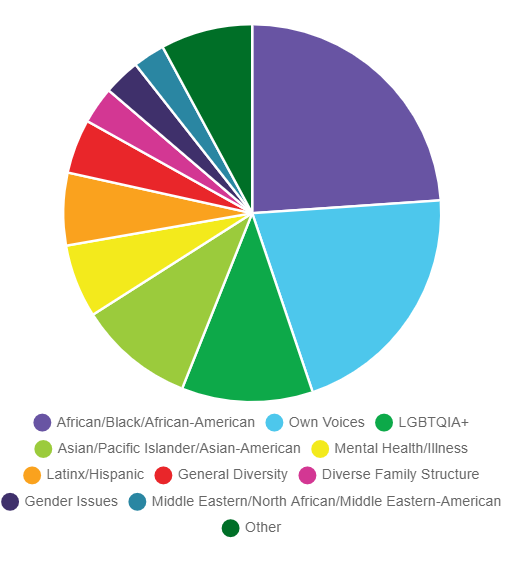 African/Black/African-American Own Voices LGBTQIA+
Asian/Pacific Islander/Asian-American Mental Health/Illness
Latinx/Hispanic General Diversity Diverse Family Structure
Gender Issues Middle Eastern/North African/Middle Eastern-American
Other